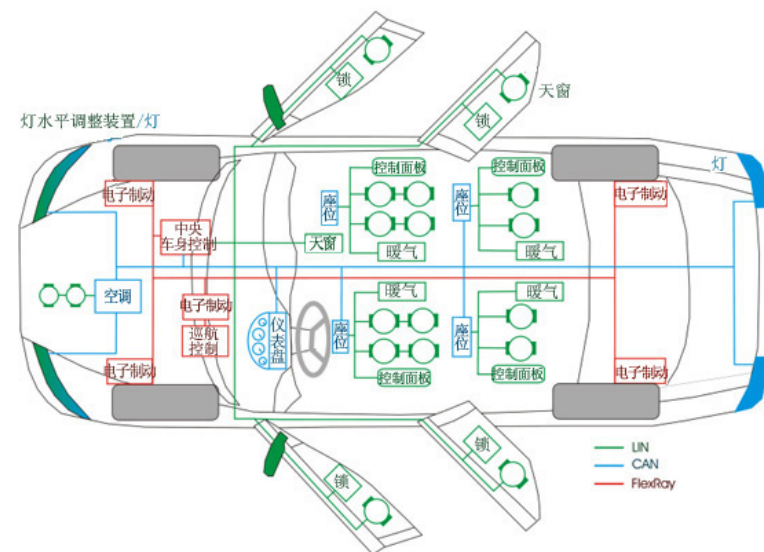 锁
锁
天窗
灯水平调整装置/灯
灯
电子制动
控制面板
控制面板
电子制动
座位
座位
中央
车身控制
天窗
暖气
暖气
空调
电子制动
暖气
暖气
巡航
控制
仪表盘
座位
座位
电子制动
控制面板
控制面板
电子制动
锁
锁
LIN
CAN
FlexRay